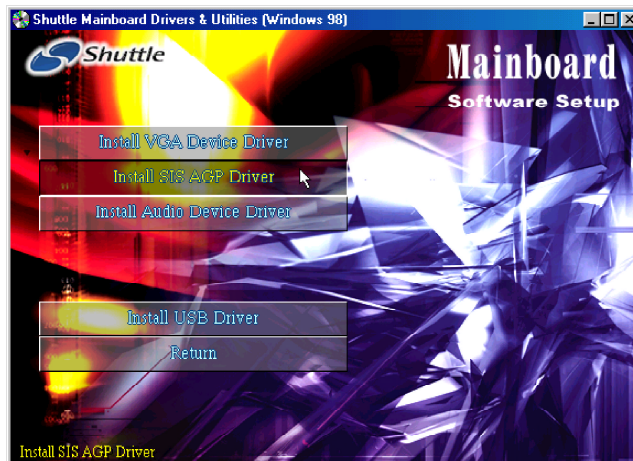 Shuttle Mainboard Drivers & Utilities (Windows 98)
Shuttle
Mainboard
Software Setup
Install VGA Device Driver
Install SIS AGP Driver
Install Audio Device Driver
Install USB Driver
Return
Install SIS AGP Driver